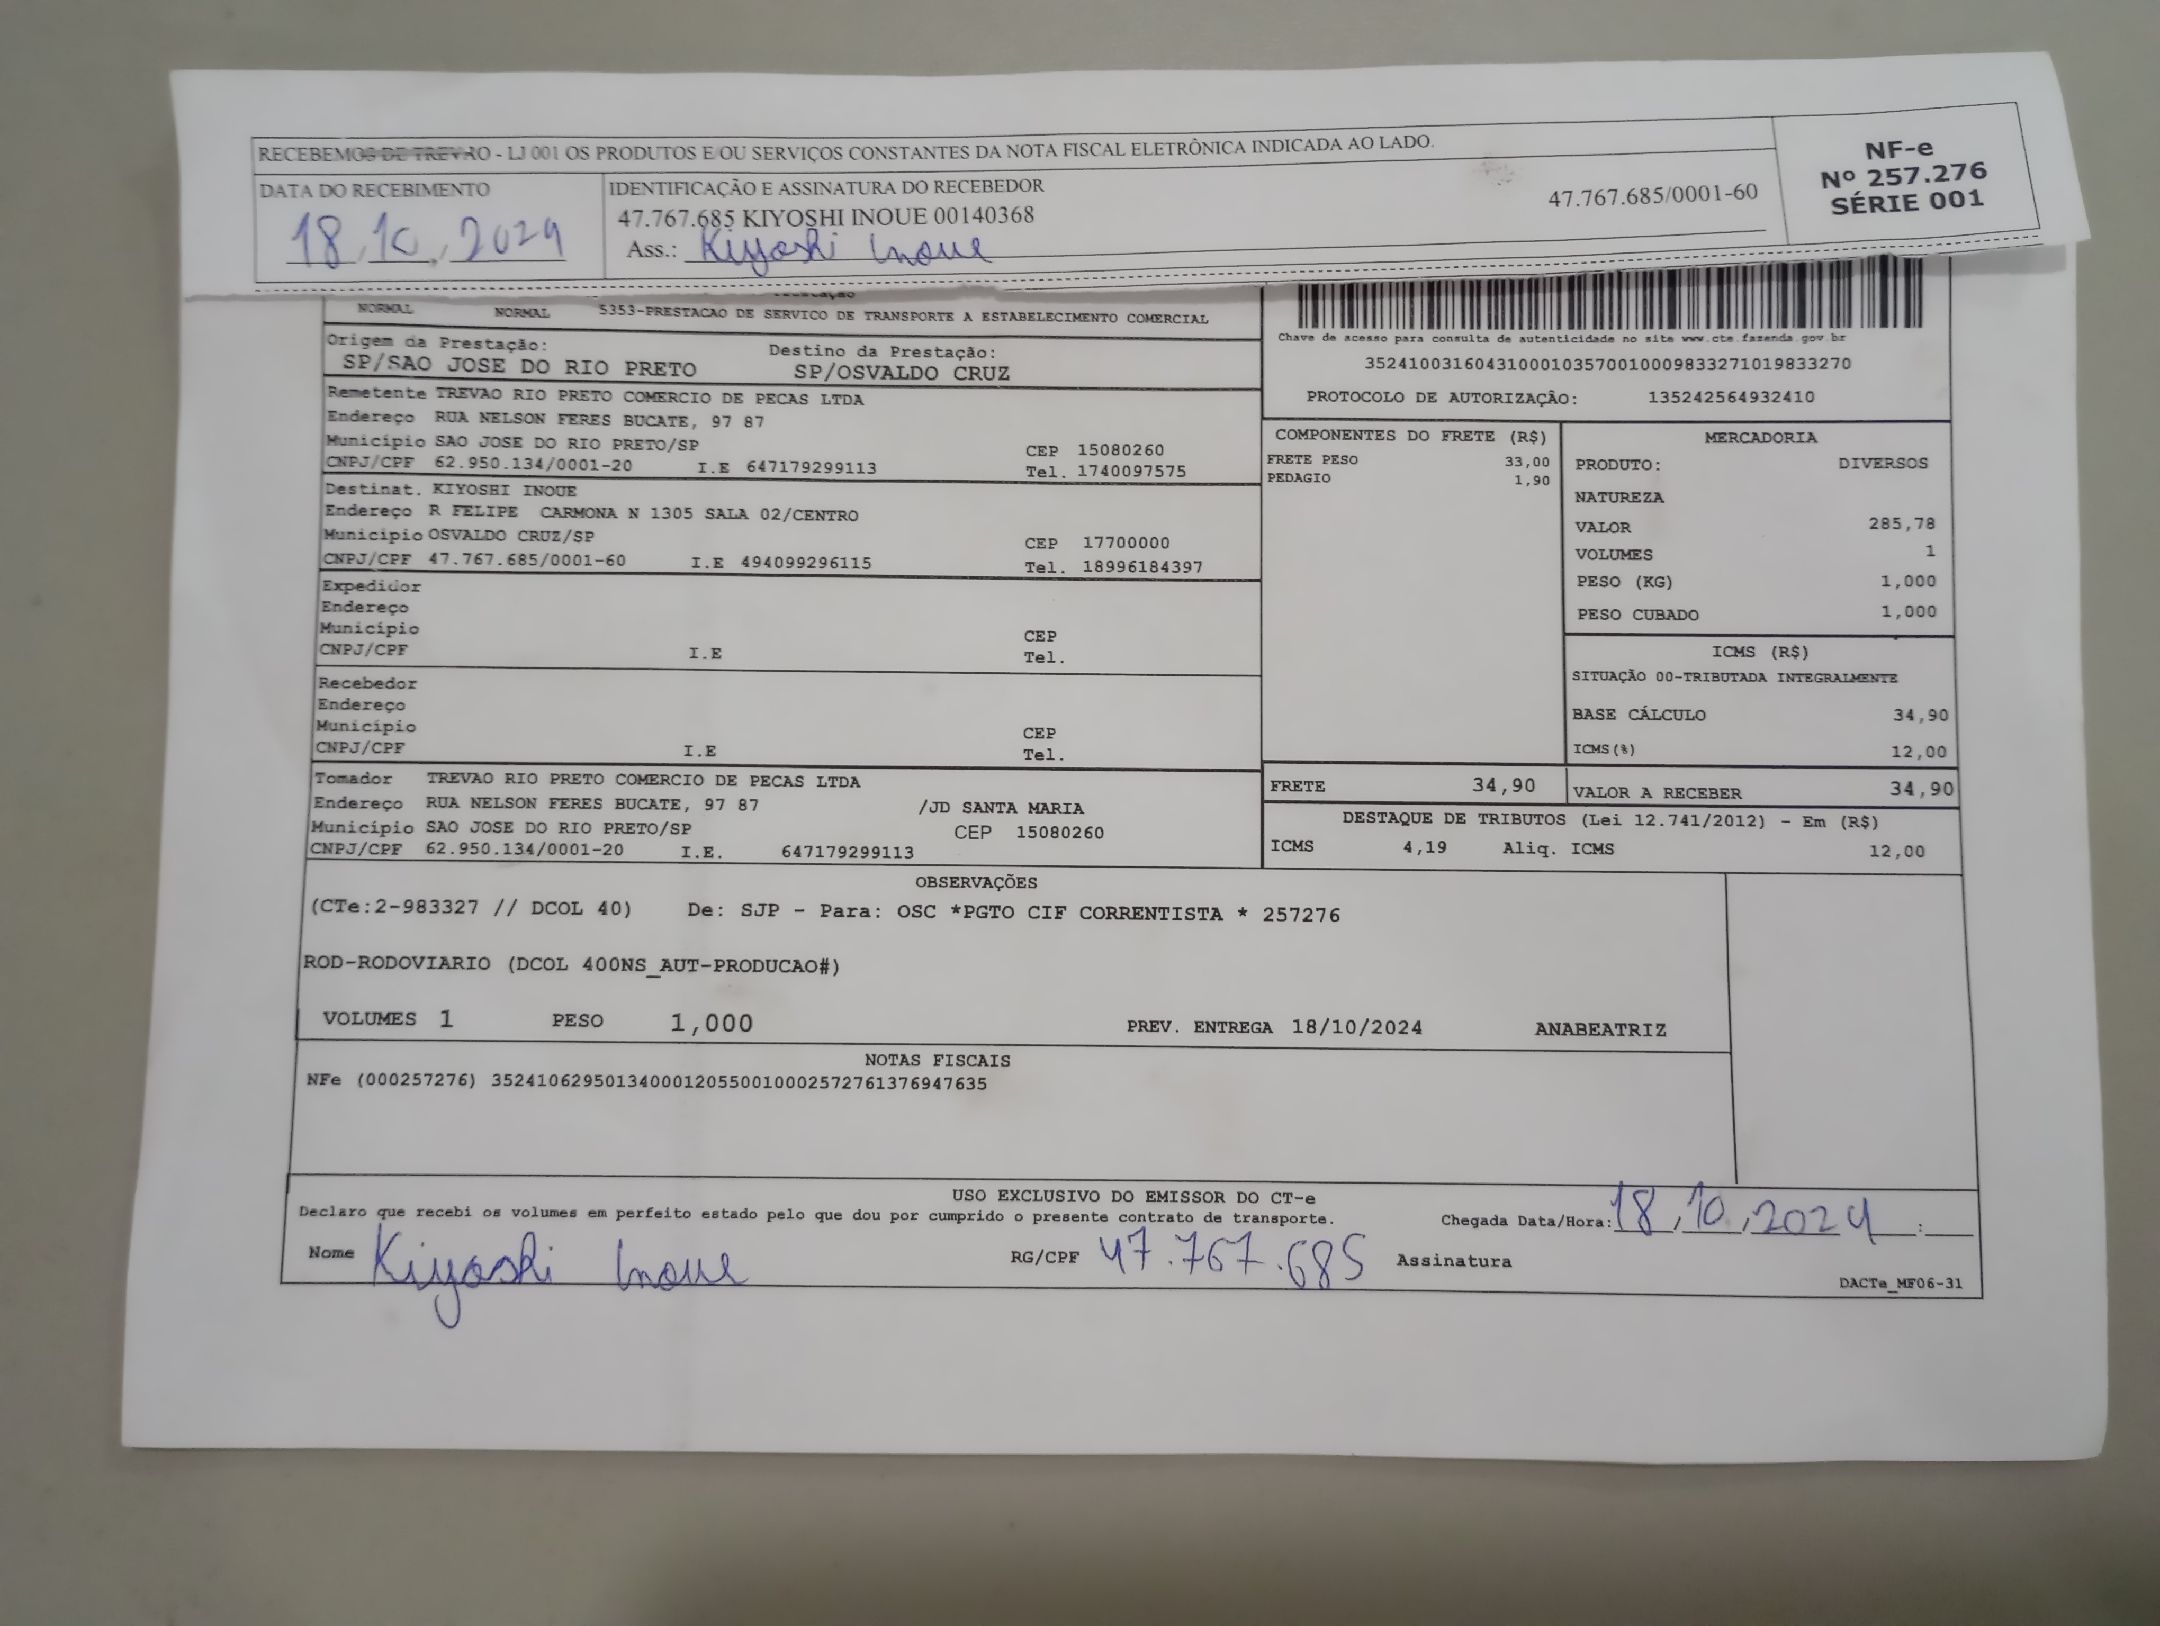 RECEBEMOS DE TREVAO - LJ 001 OS PRODUTOS E/OU SERVIÇOS CONSTANTES DA NOTA FISCAL ELETRÔNICA INDICADA AO LADO.
NF-e
Nº 257.276
SÉRIE 001
DATA DO RECEBIMENTO
18 10 2024
IDENTIFICAÇÃO E ASSINATURA DO RECEBEDOR
47.767.685 KIYOSHI INOUE 00140368 47.767.685/0001-60
Ass.: Kiyoshi Inoue
NORMAL NORMAL 5353-PRESTACAO DE SERVICO DE TRANSPORTE A ESTABELECIMENTO COMERCIAL
Origem da Prestação: Destino da Prestação:
SP/SAO JOSE DO RIO PRETO SP/OSVALDO CRUZ
Chave de acesso para consulta de autenticidade no site www.cte.fazenda.gov.br
35241003160431000103570010009833271019833270
PROTOCOLO DE AUTORIZAÇÃO: 135242564932410
Remetente TREVAO RIO PRETO COMERCIO DE PECAS LTDA
Endereço RUA NELSON FERES BUCATE, 97 87
Município SAO JOSE DO RIO PRETO/SP CEP 15080260
CNPJ/CPF 62.950.134/0001-20 I.E 647179299113 Tel. 1740097575
Destinat. KIYOSHI INOUE
Endereço R FELIPE CARMONA N 1305 SALA 02/CENTRO
Município OSVALDO CRUZ/SP CEP 17700000
CNPJ/CPF 47.767.685/0001-60 I.E 494099296115 Tel. 18996184397
Expedidor
Endereço
Município CEP
CNPJ/CPF I.E Tel.
Recebedor
Endereço
Município CEP
CNPJ/CPF I.E Tel.
Tomador TREVAO RIO PRETO COMERCIO DE PECAS LTDA
Endereço RUA NELSON FERES BUCATE, 97 87 /JD SANTA MARIA
Município SAO JOSE DO RIO PRETO/SP CEP 15080260
CNPJ/CPF 62.950.134/0001-20 I.E. 647179299113
COMPONENTES DO FRETE (R$)
FRETE PESO 33,00
PEDAGIO 1,90
MERCADORIA
PRODUTO: DIVERSOS
NATUREZA
VALOR 285,78
VOLUMES 1
PESO (KG) 1,000
PESO CUBADO 1,000
ICMS (R$)
SITUAÇÃO 00-TRIBUTADA INTEGRALMENTE
BASE CÁLCULO 34,90
ICMS(%) 12,00
FRETE 34,90 VALOR A RECEBER 34,90
DESTAQUE DE TRIBUTOS (Lei 12.741/2012) - Em (R$)
ICMS 4,19 Aliq. ICMS 12,00
OBSERVAÇÕES
(CTe:2-983327 // DCOL 40) De: SJP - Para: OSC *PGTO CIF CORRENTISTA * 257276
ROD-RODOVIARIO (DCOL 400NS_AUT-PRODUCAO#)
VOLUMES 1 PESO 1,000 PREV. ENTREGA 18/10/2024 ANABEATRIZ
NOTAS FISCAIS
NFe (000257276) 35241062950134000120550010002572761376947635
USO EXCLUSIVO DO EMISSOR DO CT-e
Declaro que recebi os volumes em perfeito estado pelo que dou por cumprido o presente contrato de transporte. Chegada Data/Hora: 18 10 2024 :
Nome Kiyoshi Inoue RG/CPF 47.767.685 Assinatura
DACTe_MF06-31